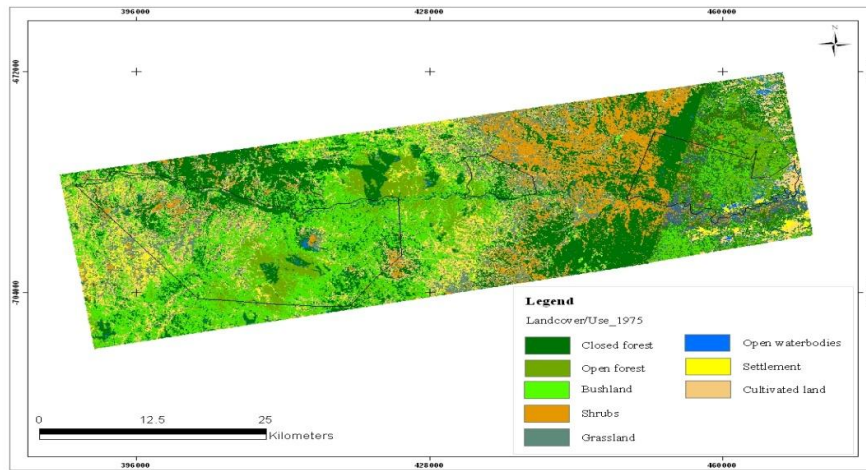 396000 428000 460000
472000
704000
Legend
Landcover/Use_1975
Closed forest
Open forest
Bushland
Shrubs
Grassland
Open waterbodies
Settlement
Cultivated land
0 12.5 25
Kilometers
396000 428000 460000